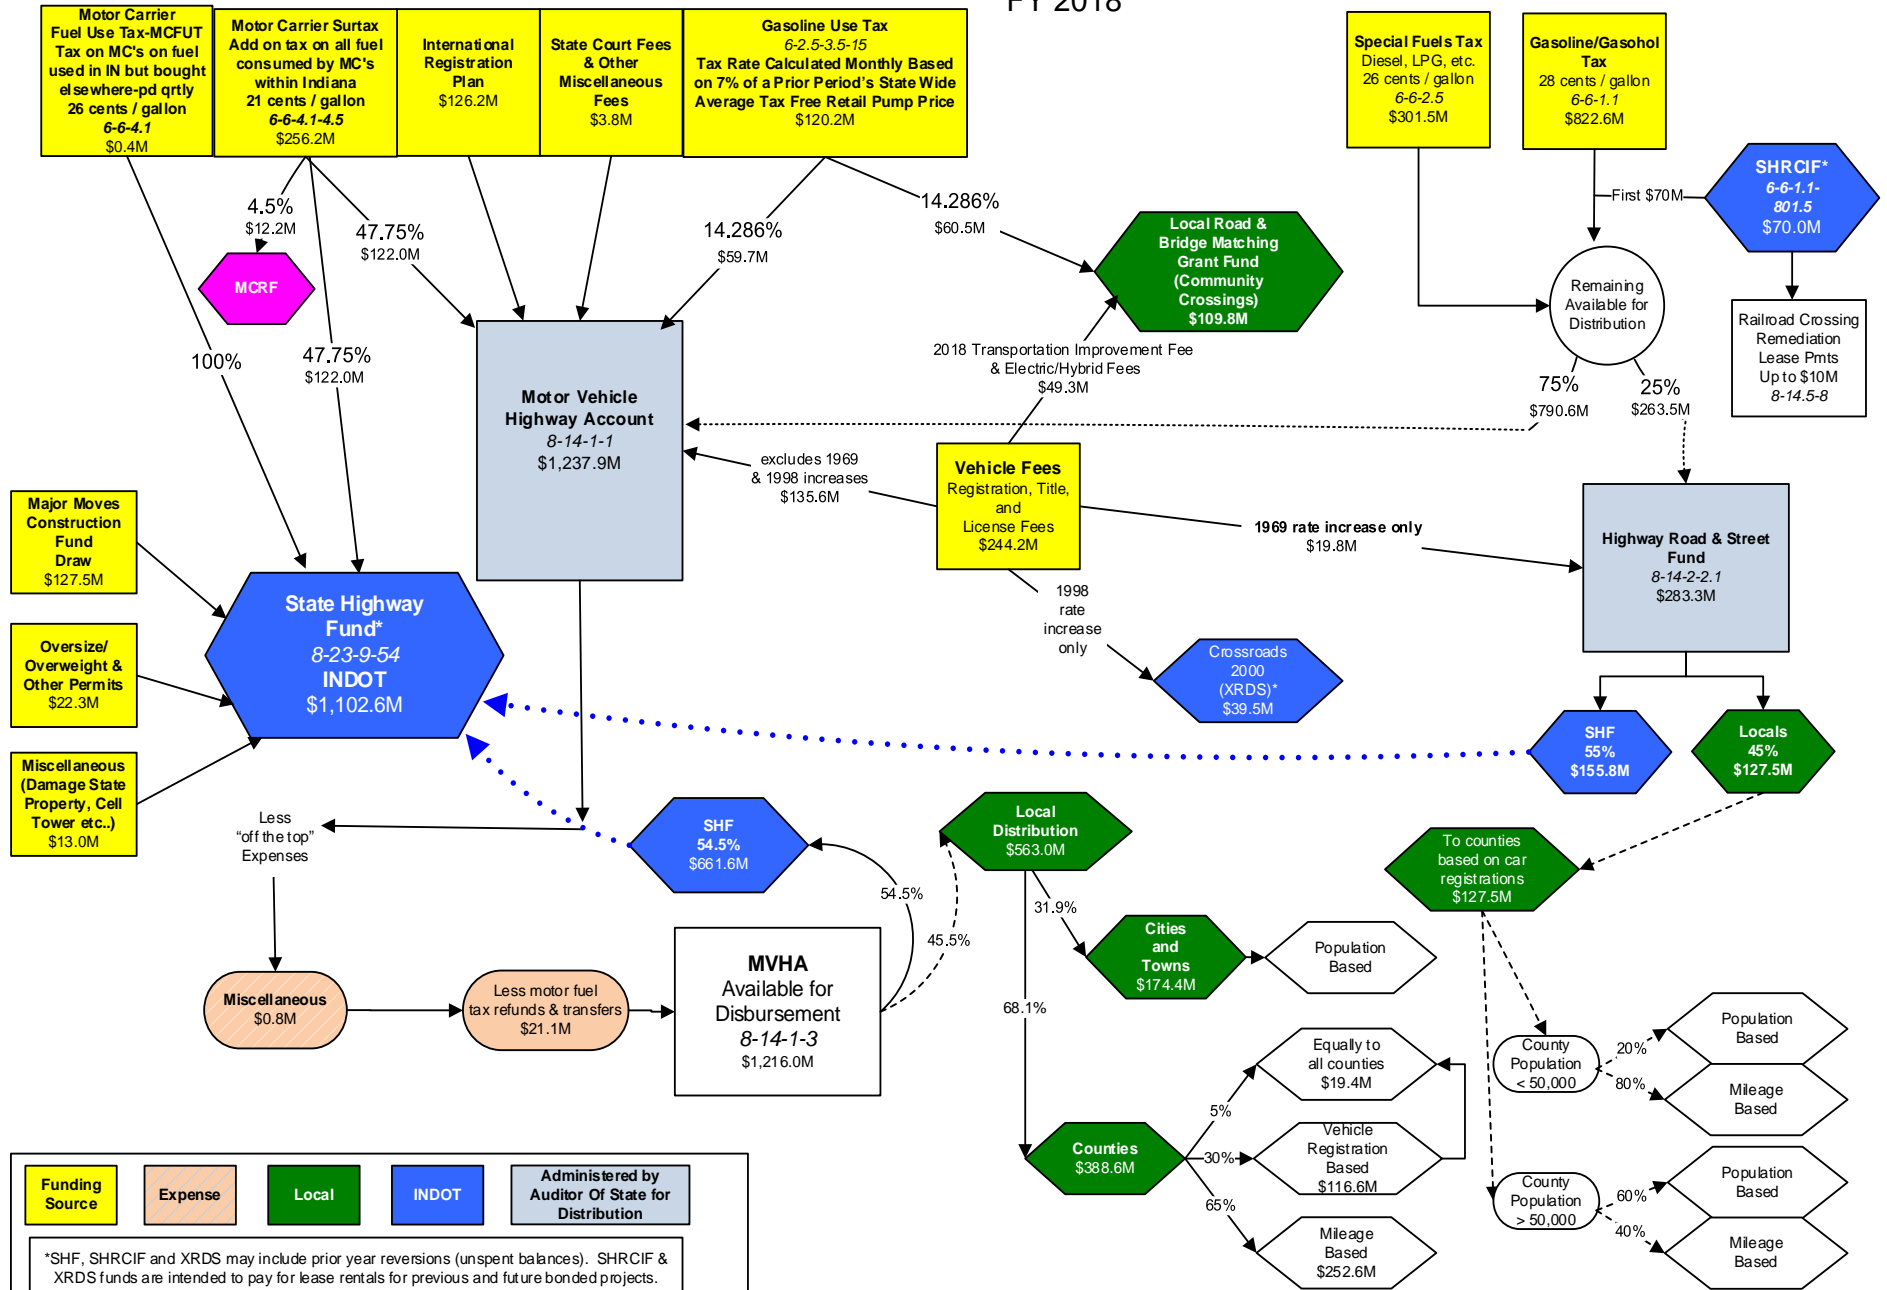 FY 2018
Motor Carrier
Fuel Use Tax-MCFUT
Tax on MC's on fuel
used in IN but bought
elsewhere-pd qrtly
26 cents / gallon
6-6-4.1
$0.4M
Motor Carrier Surtax
Add on tax on all fuel
consumed by MC's
within Indiana
21 cents / gallon
6-6-4.1-4.5
$256.2M
International
Registration
Plan
$126.2M
State Court Fees
& Other
Miscellaneous
Fees
$3.8M
Gasoline Use Tax
6-2.5-3.5-15
Tax Rate Calculated Monthly Based
on 7% of a Prior Period's State Wide
Average Tax Free Retail Pump Price
$120.2M
Special Fuels Tax
Diesel, LPG, etc.
26 cents / gallon
6-6-2.5
$301.5M
Gasoline/Gasohol
Tax
28 cents / gallon
6-6-1.1
$822.6M
SHRCIF*
6-6-1.1-
801.5
$70.0M
First $70M
4.5%
$12.2M
47.75%
$122.0M
14.286%
$59.7M
14.286%
$60.5M
MCRF
Local Road &
Bridge Matching
Grant Fund
(Community
Crossings)
$109.8M
Remaining
Available for
Distribution
Railroad Crossing
Remediation
Lease Pmts
Up to $10M
8-14.5-8
100%
47.75%
$122.0M
2018 Transportation Improvement Fee
& Electric/Hybrid Fees
$49.3M
75%
$790.6M
25%
$263.5M
Motor Vehicle
Highway Account
8-14-1-1
$1,237.9M
excludes 1969
& 1998 increases
$135.6M
Vehicle Fees
Registration, Title,
and
License Fees
$244.2M
1969 rate increase only
$19.8M
Highway Road & Street
Fund
8-14-2-2.1
$283.3M
Major Moves
Construction
Fund
Draw
$127.5M
State Highway
Fund*
8-23-9-54
INDOT
$1,102.6M
1998
rate
increase
only
Oversize/
Overweight &
Other Permits
$22.3M
Crossroads
2000
(XRDS)*
$39.5M
SHF
55%
$155.8M
Locals
45%
$127.5M
Miscellaneous
(Damage State
Property, Cell
Tower etc..)
$13.0M
Less
“off the top”
Expenses
SHF
54.5%
$661.6M
Local
Distribution
$563.0M
To counties
based on car
registrations
$127.5M
54.5%
45.5%
31.9%
68.1%
Cities
and
Towns
$174.4M
Population
Based
Miscellaneous
$0.8M
Less motor fuel
tax refunds & transfers
$21.1M
MVHA
Available for
Disbursement
8-14-1-3
$1,216.0M
Equally to
all counties
$19.4M
5%
Counties
$388.6M
30%
Vehicle
Registration
Based
$116.6M
65%
Mileage
Based
$252.6M
County
Population
< 50,000
20%
Population
Based
80%
Mileage
Based
County
Population
> 50,000
60%
Population
Based
40%
Mileage
Based
Funding
Source
Expense
Local
INDOT
Administered by
Auditor Of State for
Distribution
*SHF, SHRCIF and XRDS may include prior year reversions (unspent balances). SHRCIF &
XRDS funds are intended to pay for lease rentals for previous and future bonded projects.